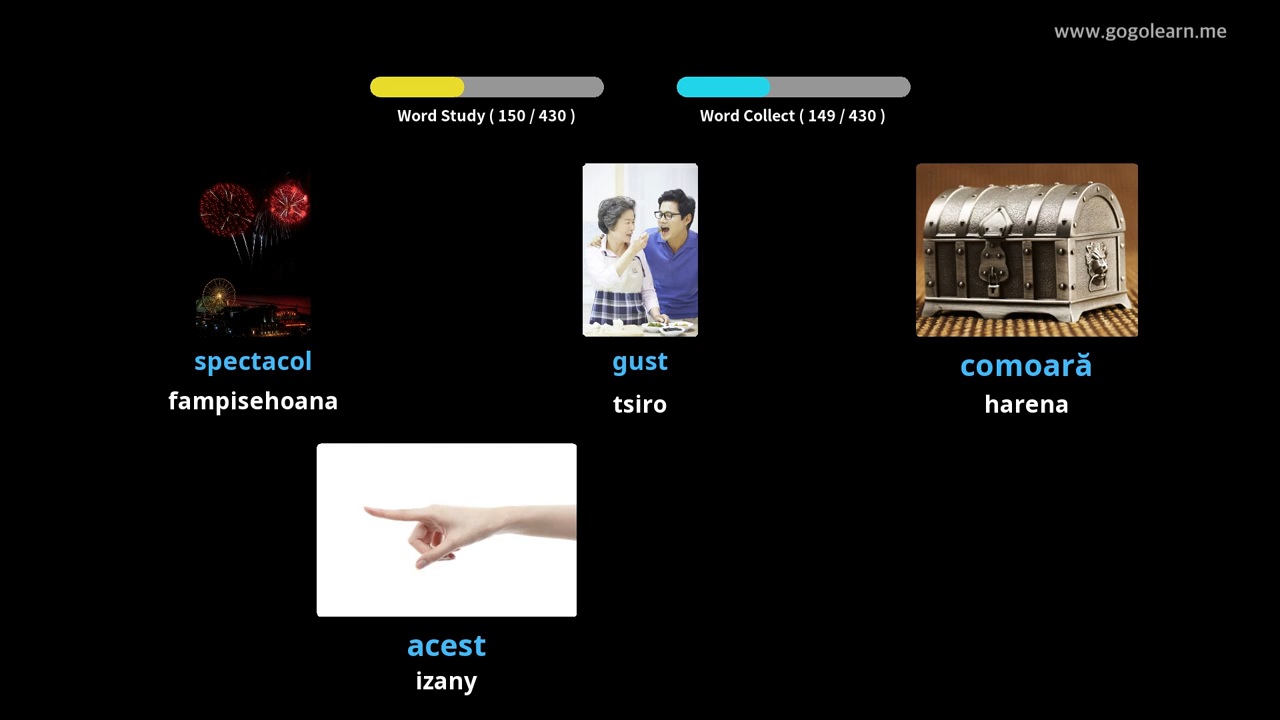 www.gogolearn.me
Word Study ( 150 / 430 )
Word Collect ( 149 / 430 )
spectacol
fampisehoana
gust
tsiro
comoară
harena
acest
izany